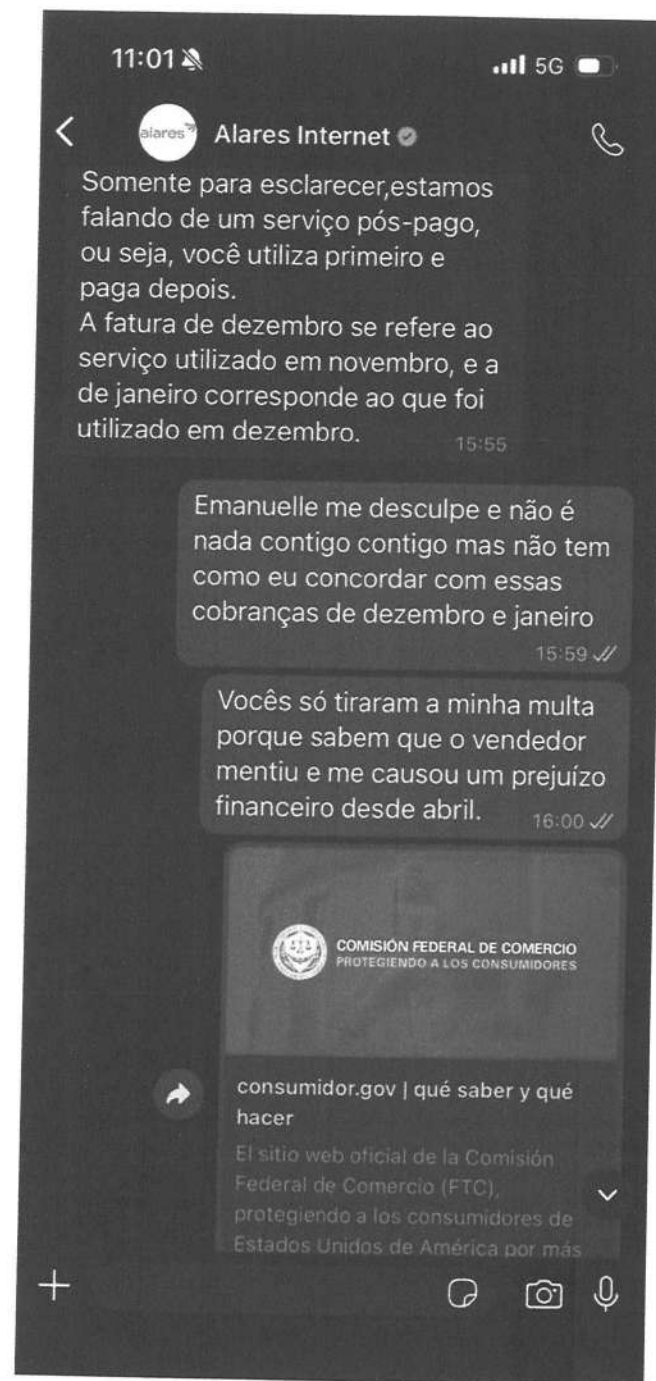 11:01
5G
alares
Alares Internet
Somente para esclarecer,estamos
falando de um serviço pós-pago,
ou seja, você utiliza primeiro e
paga depois.
A fatura de dezembro se refere ao
serviço utilizado em novembro, e a
de janeiro corresponde ao que foi
utilizado em dezembro.
15:55
Emanuelle me desculpe e não é
nada contigo contigo mas não tem
como eu concordar com essas
cobranças de dezembro e janeiro
15:59
Vocês só tiraram a minha multa
porque sabem que o vendedor
mentiu e me causou um prejuízo
financeiro desde abril.
16:00
COMISIÓN FEDERAL DE COMERCIO
PROTEGIENDO A LOS CONSUMIDORES
consumidor.gov | qué saber y qué
hacer
El sitio web oficial de la Comisión
Federal de Comercio (FTC),
protegiendo a los consumidores de
Estados Unidos de América por más